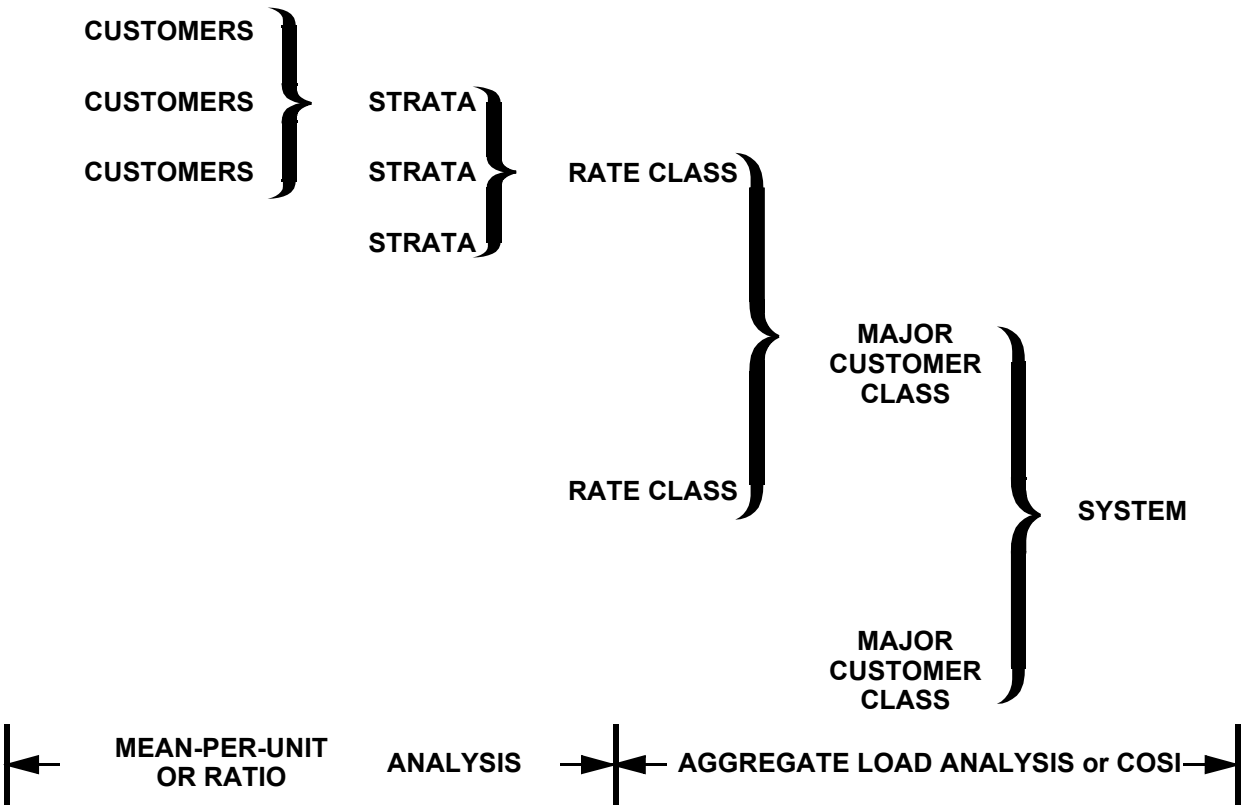 CUSTOMERS
CUSTOMERS
CUSTOMERS
STRATA
STRATA
STRATA
RATE CLASS
RATE CLASS
MAJOR
CUSTOMER
CLASS
MAJOR
CUSTOMER
CLASS
SYSTEM
MEAN-PER-UNIT
OR RATIO
ANALYSIS
AGGREGATE LOAD ANALYSIS or COSI